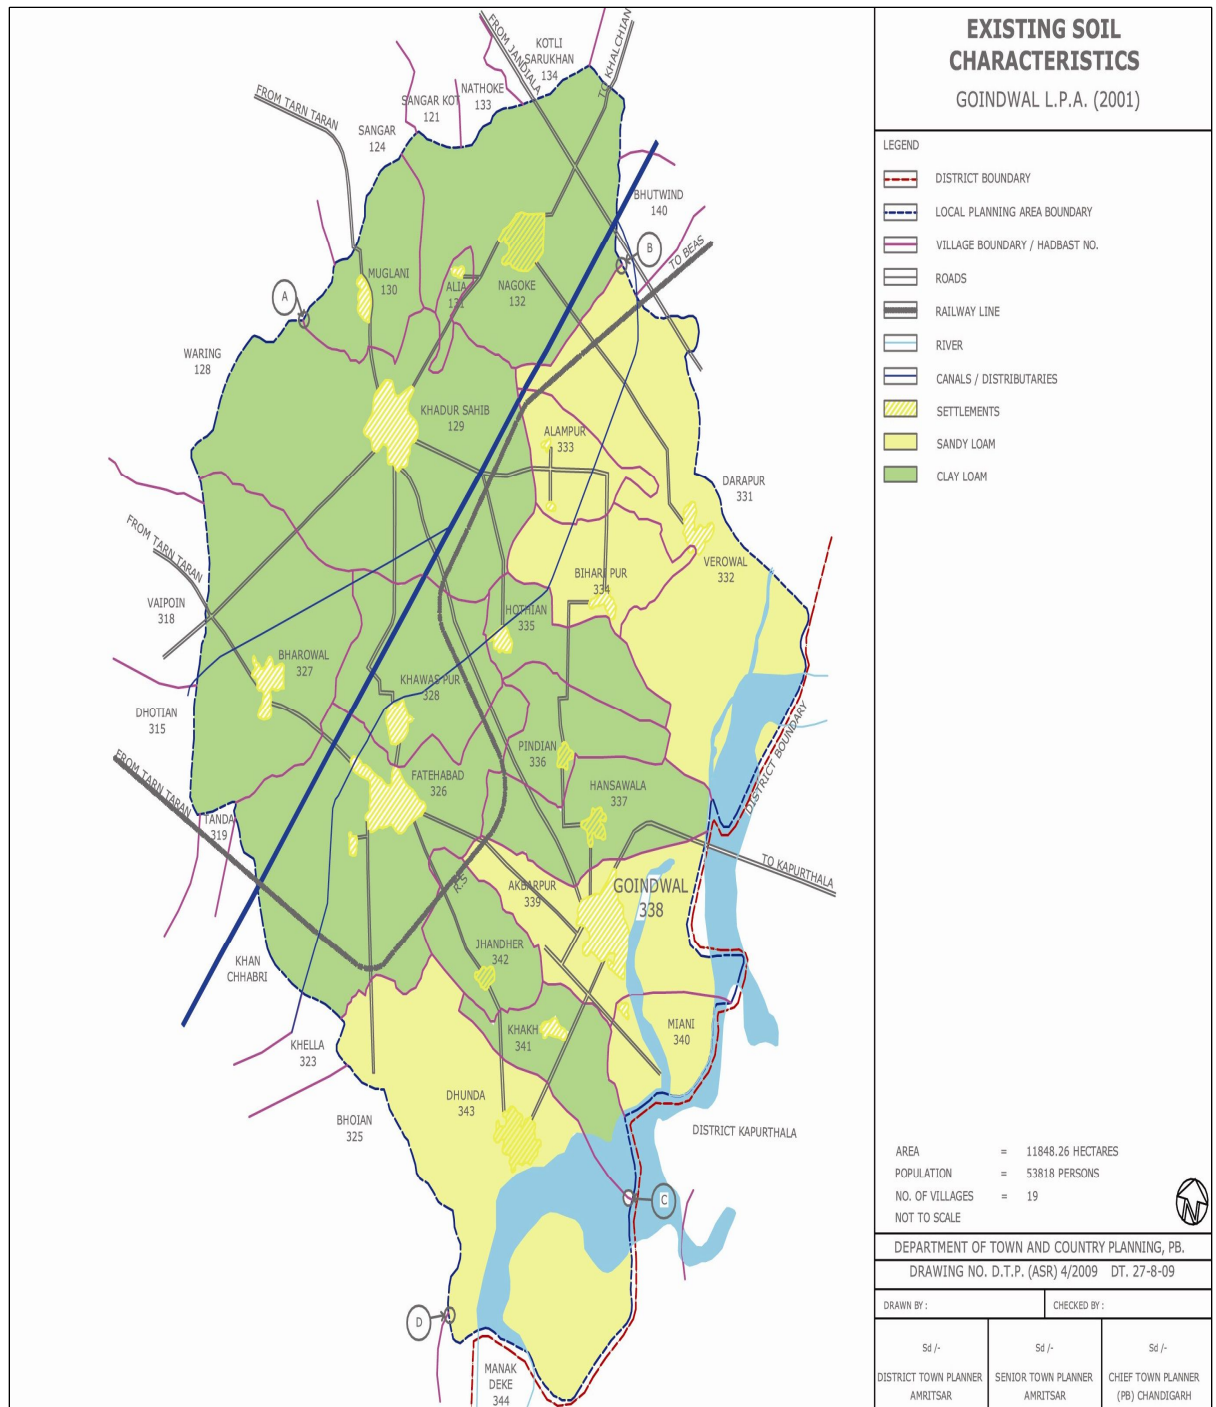 EXISTING SOIL
CHARACTERISTICS
GOINDWAL L.P.A. (2001)
LEGEND
DISTRICT BOUNDARY
LOCAL PLANNING AREA BOUNDARY
VILLAGE BOUNDARY / HADBAST NO.
ROADS
RAILWAY LINE
RIVER
CANALS / DISTRIBUTARIES
SETTLEMENTS
SANDY LOAM
CLAY LOAM
FROM JANDIALA
KOTLI
SARUKHAN
134
TO KHALCHIAN
NATHOKE
133
SANGAR KOT
121
FROM TARN TARAN
SANGAR
124
BHUTWIND
140
B
TO BEAS
MUGLANI
130
ALIA
131
NAGOKE
132
A
WARING
128
KHADUR SAHIB
129
ALAMPUR
333
DARAPUR
331
FROM TARN TARAN
VEROWAL
332
BIHARI PUR
334
VAIPOIN
318
HOTHIAN
335
BHAROWAL
327
KHAWAS PUR
328
DHOTIAN
315
DISTRICT BOUNDARY
PINDIAN
336
FROM TARN TARAN
FATEHABAD
326
HANSAWALA
337
TANDA
319
TO KAPURTHALA
R.S
AKBARPUR
339
GOINDWAL
338
JHANDHER
342
KHAN
CHHABRI
KHAKH
341
MIANI
340
KHELLA
323
DHUNDA
343
BHOIAN
325
DISTRICT KAPURTHALA
C
D
MANAK
DEKE
344
AREA = 11848.26 HECTARES
POPULATION = 53818 PERSONS
NO. OF VILLAGES = 19
NOT TO SCALE
N
DEPARTMENT OF TOWN AND COUNTRY PLANNING, PB.
DRAWING NO. D.T.P. (ASR) 4/2009 DT. 27-8-09
DRAWN BY :
CHECKED BY :
Sd /-
DISTRICT TOWN PLANNER
AMRITSAR
Sd /-
SENIOR TOWN PLANNER
AMRITSAR
Sd /-
CHIEF TOWN PLANNER
(PB) CHANDIGARH